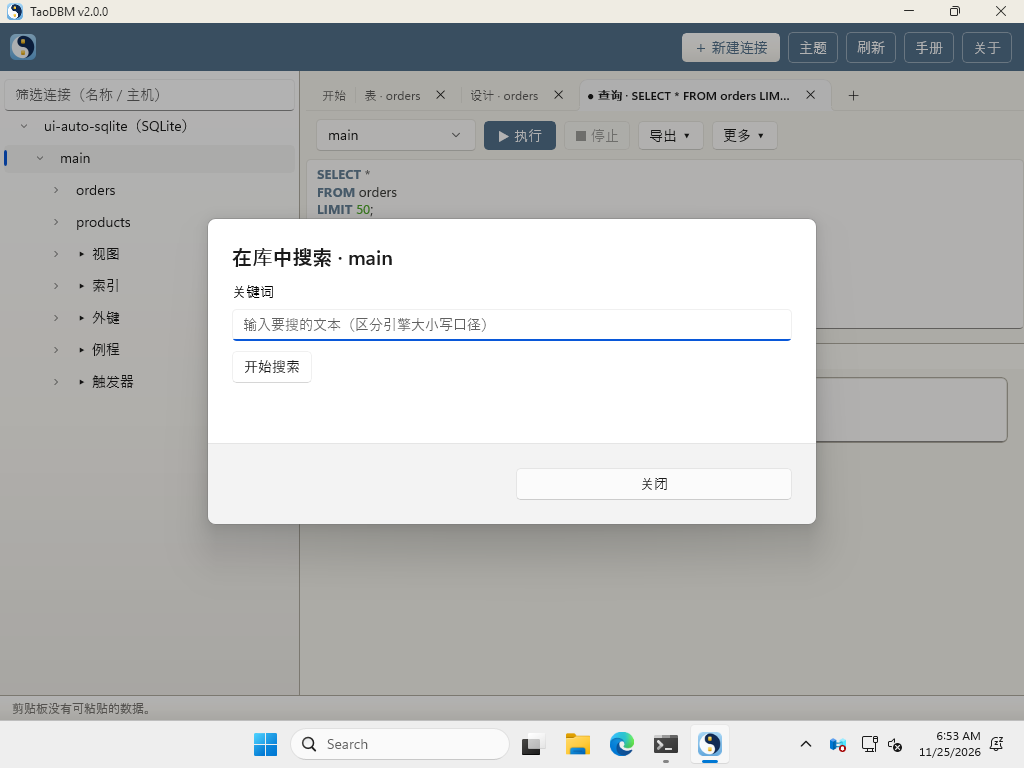 TaoDBM v2.0.0
+ 新建连接
主题
刷新
手册
关于
筛选连接（名称 / 主机）
ui-auto-sqlite（SQLite）
main
orders
products
视图
索引
外键
例程
触发器
开始
表 · orders
设计 · orders
● 查询 · SELECT * FROM orders LIM...
main
执行
停止
导出
更多
SELECT *
FROM orders
LIMIT 50;
在库中搜索 · main
关键词
输入要搜的文本（区分引擎大小写口径）
开始搜索
关闭
剪贴板没有可粘贴的数据。
Search
6:53 AM
11/25/2026